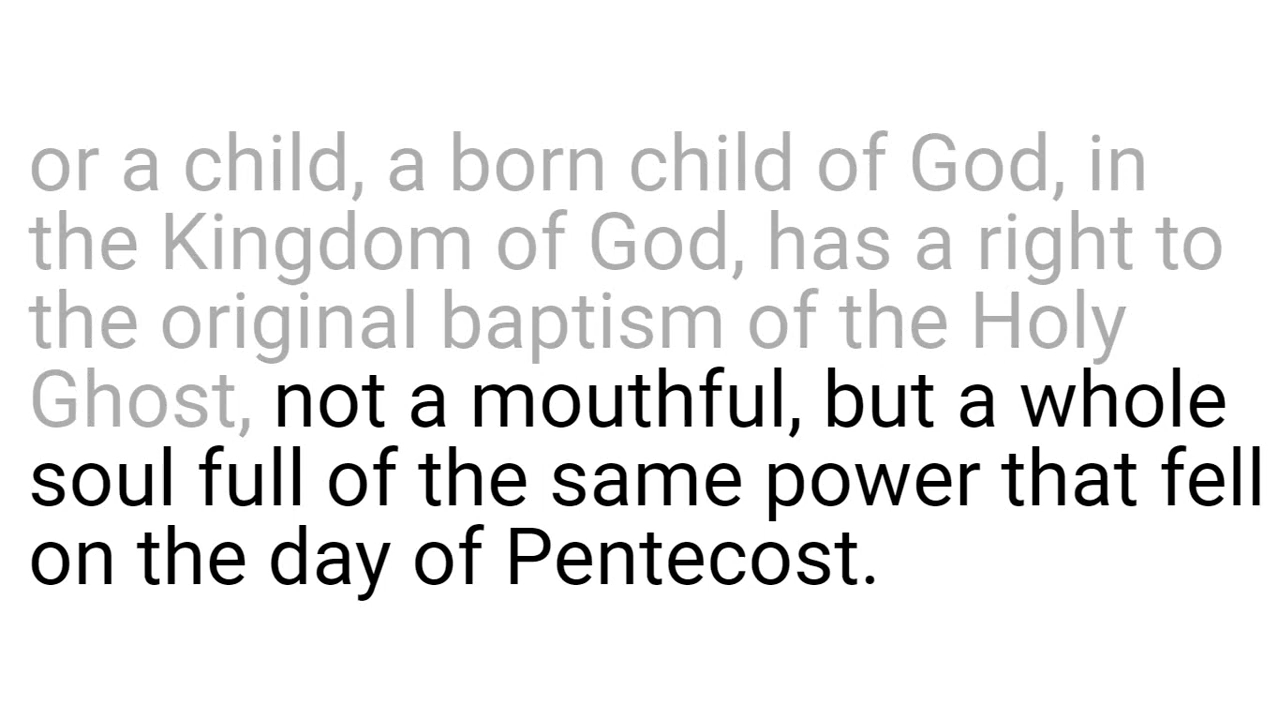 or a child, a born child of God, in
the Kingdom of God, has a right to
the original baptism of the Holy
Ghost, not a mouthful, but a whole
soul full of the same power that fell
on the day of Pentecost.